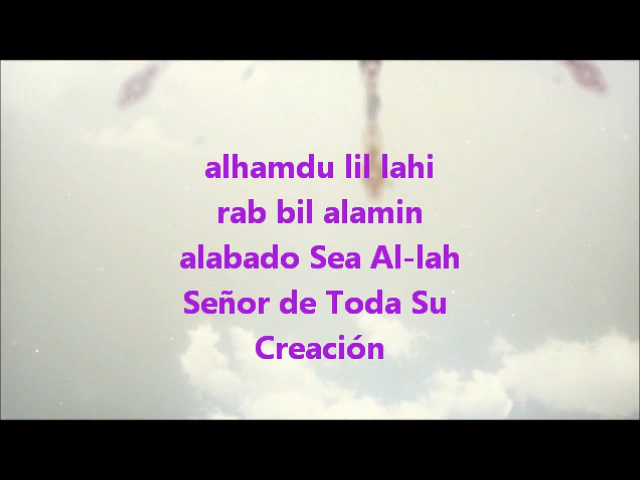 alhamdu lil lahi
rab bil alamin
alabado Sea Al-lah
Señor de Toda Su
Creación